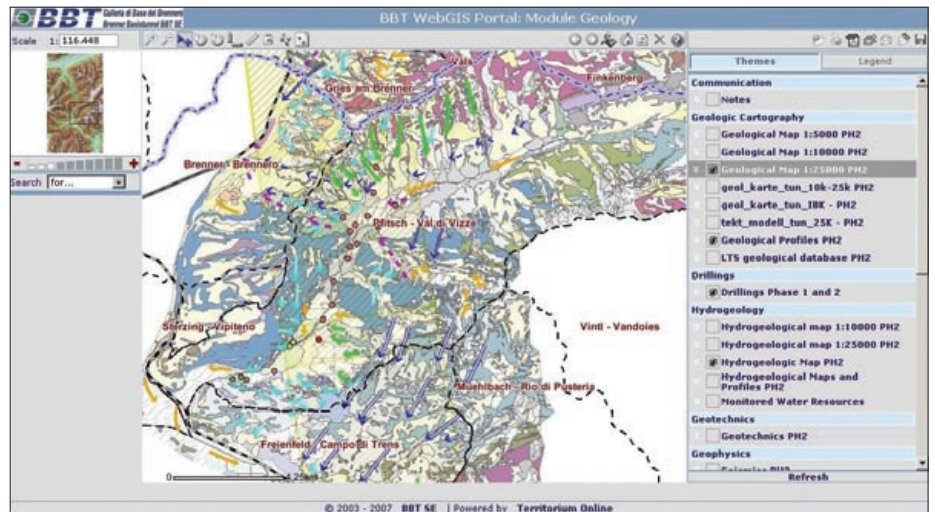 BBT Galleria di Base del Brennero
Brenner Basistunnel BBT SE
BBT WebGIS Portal: Module Geology
Scale 1: 116.448
Search for...
Vals
Gries am Brenner
Finkenberg
Brenner - Brennero
Pfitsch - Val di Vizze
Sterzing - Vipiteno
Vintl - Vandoies
Muehlbach - Rio di Pusteria
Freienfeld - Campo di Trens
0
Themes
Legend
Communication
Notes
Geologic Cartography
Geological Map 1:5000 PH2
Geological Map 1:10000 PH2
Geological Map 1:25000 PH2
geol_karte_tun_10k-25k PH2
geol_karte_tun_IBK - PH2
tekt_modell_tun_25K - PH2
Geological Profiles PH2
LTS geological database PH2
Drillings
Drillings Phase 1 and 2
Hydrogeology
Hydrogeological map 1:10000 PH2
Hydrogeological map 1:25000 PH2
Hydrogeologic Map PH2
Hydrogeological Maps and
Profiles PH2
Monitored Water Resources
Geotechnics
Geotechnics PH2
Geophysics
Refresh
© 2003 - 2007 BBT SE | Powered by Territorium Online